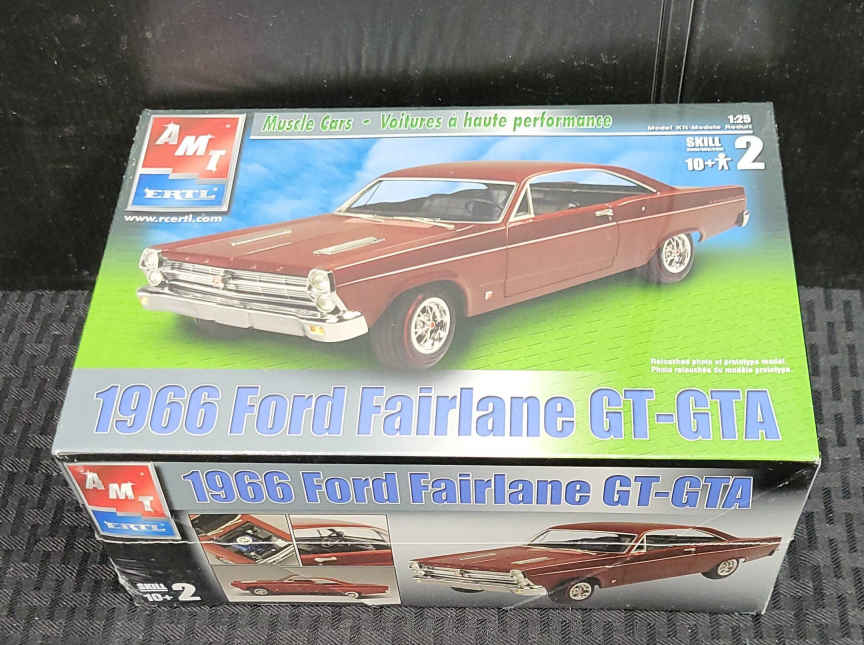 AMT
ERTL
www.rcertl.com
Muscle Cars - Voitures à haute performance
1:25
Model Kit-Modele Reduit
SKILL
2
10+
Retouched photo of prototype model.
Photo retouchée du modèle prototype.
1966 Ford Fairlane GT-GTA
AMT
ERTL
1966 Ford Fairlane GT-GTA
SKILL
10+ 2